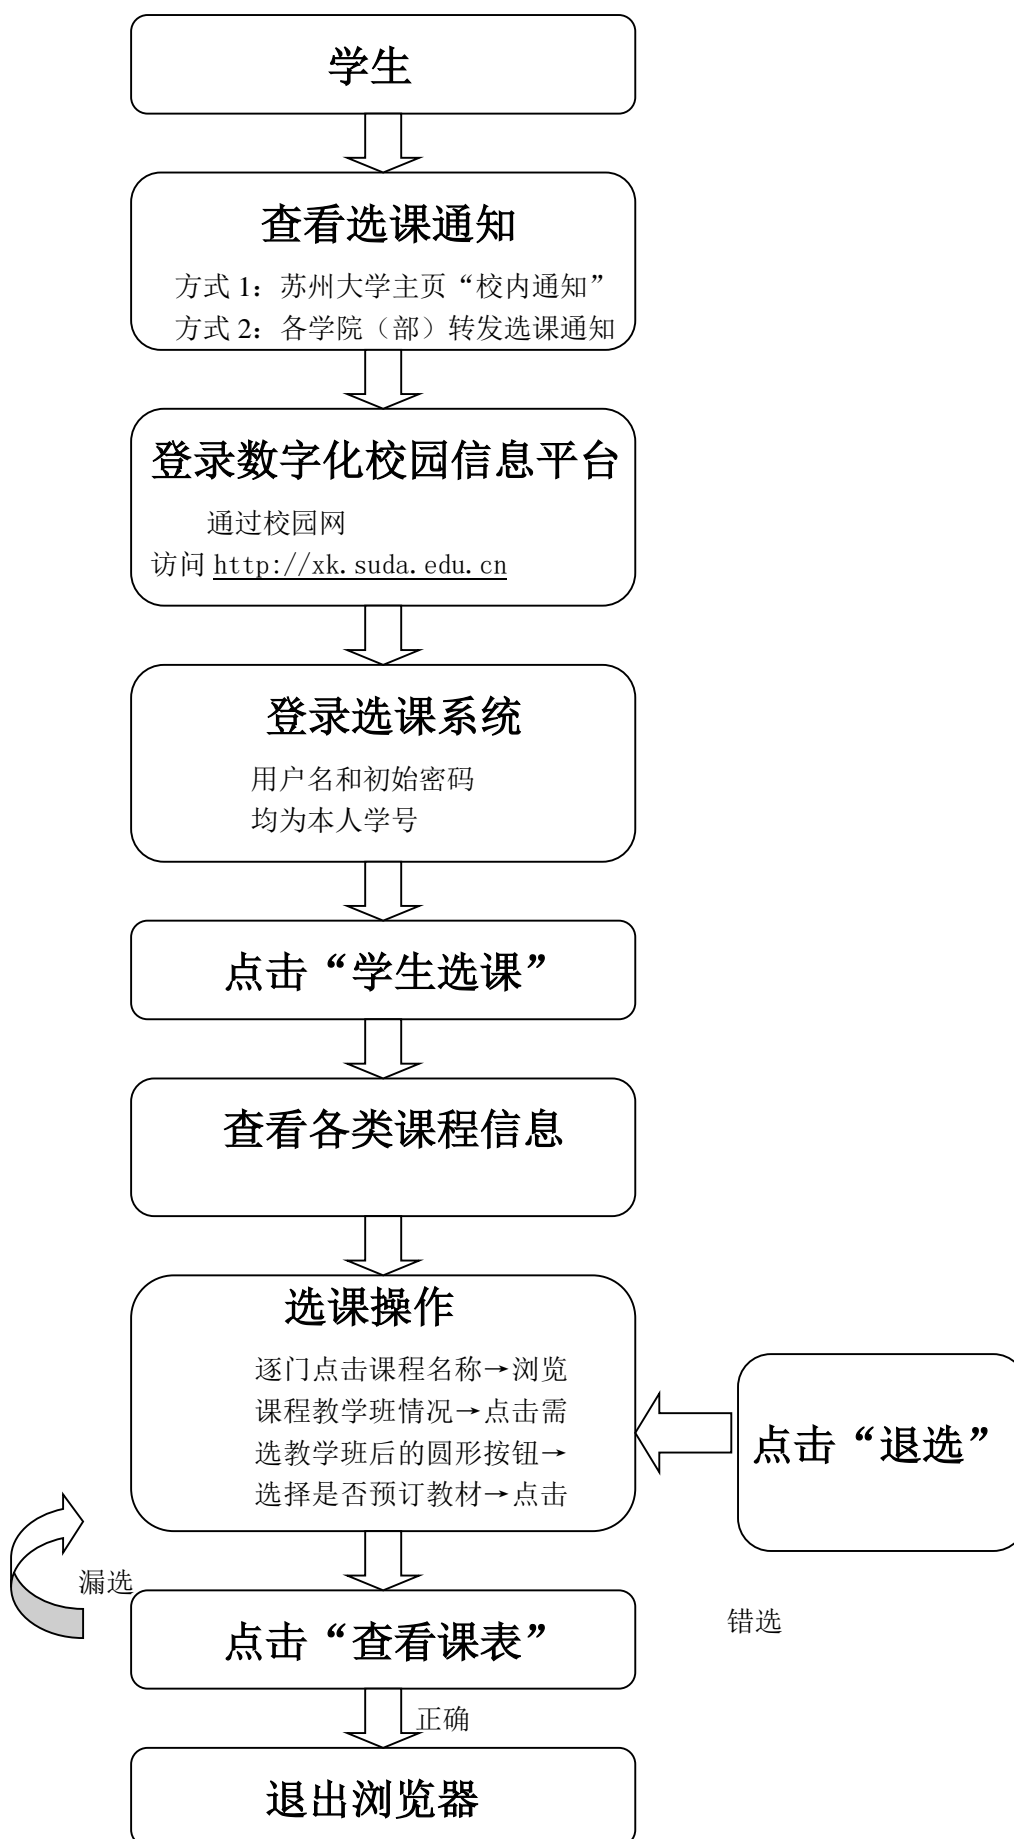 学生
查看选课通知
方式 1：苏州大学主页“校内通知”
方式 2：各学院（部）转发选课通知
登录数字化校园信息平台
通过校园网
访问 http://xk.suda.edu.cn
登录选课系统
用户名和初始密码
均为本人学号
点击“学生选课”
查看各类课程信息
选课操作
逐门点击课程名称→浏览
课程教学班情况→点击需
选教学班后的圆形按钮→
选择是否预订教材→点击
点击“退选”
漏选
错选
点击“查看课表”
正确
退出浏览器